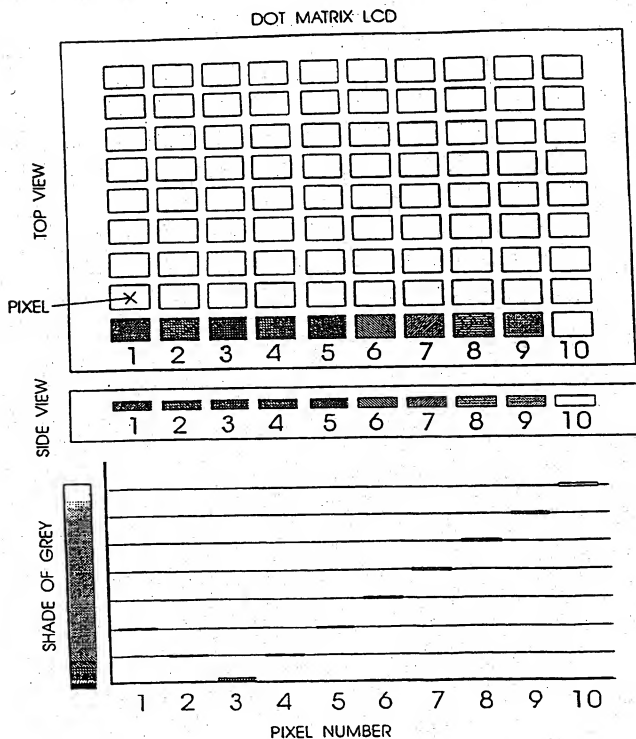 DOT MATRIX LCD
TOP VIEW
PIXEL
1 2 3 4 5 6 7 8 9 10
SIDE VIEW
1 2 3 4 5 6 7 8 9 10
SHADE OF GREY
1 2 3 4 5 6 7 8 9 10
PIXEL NUMBER